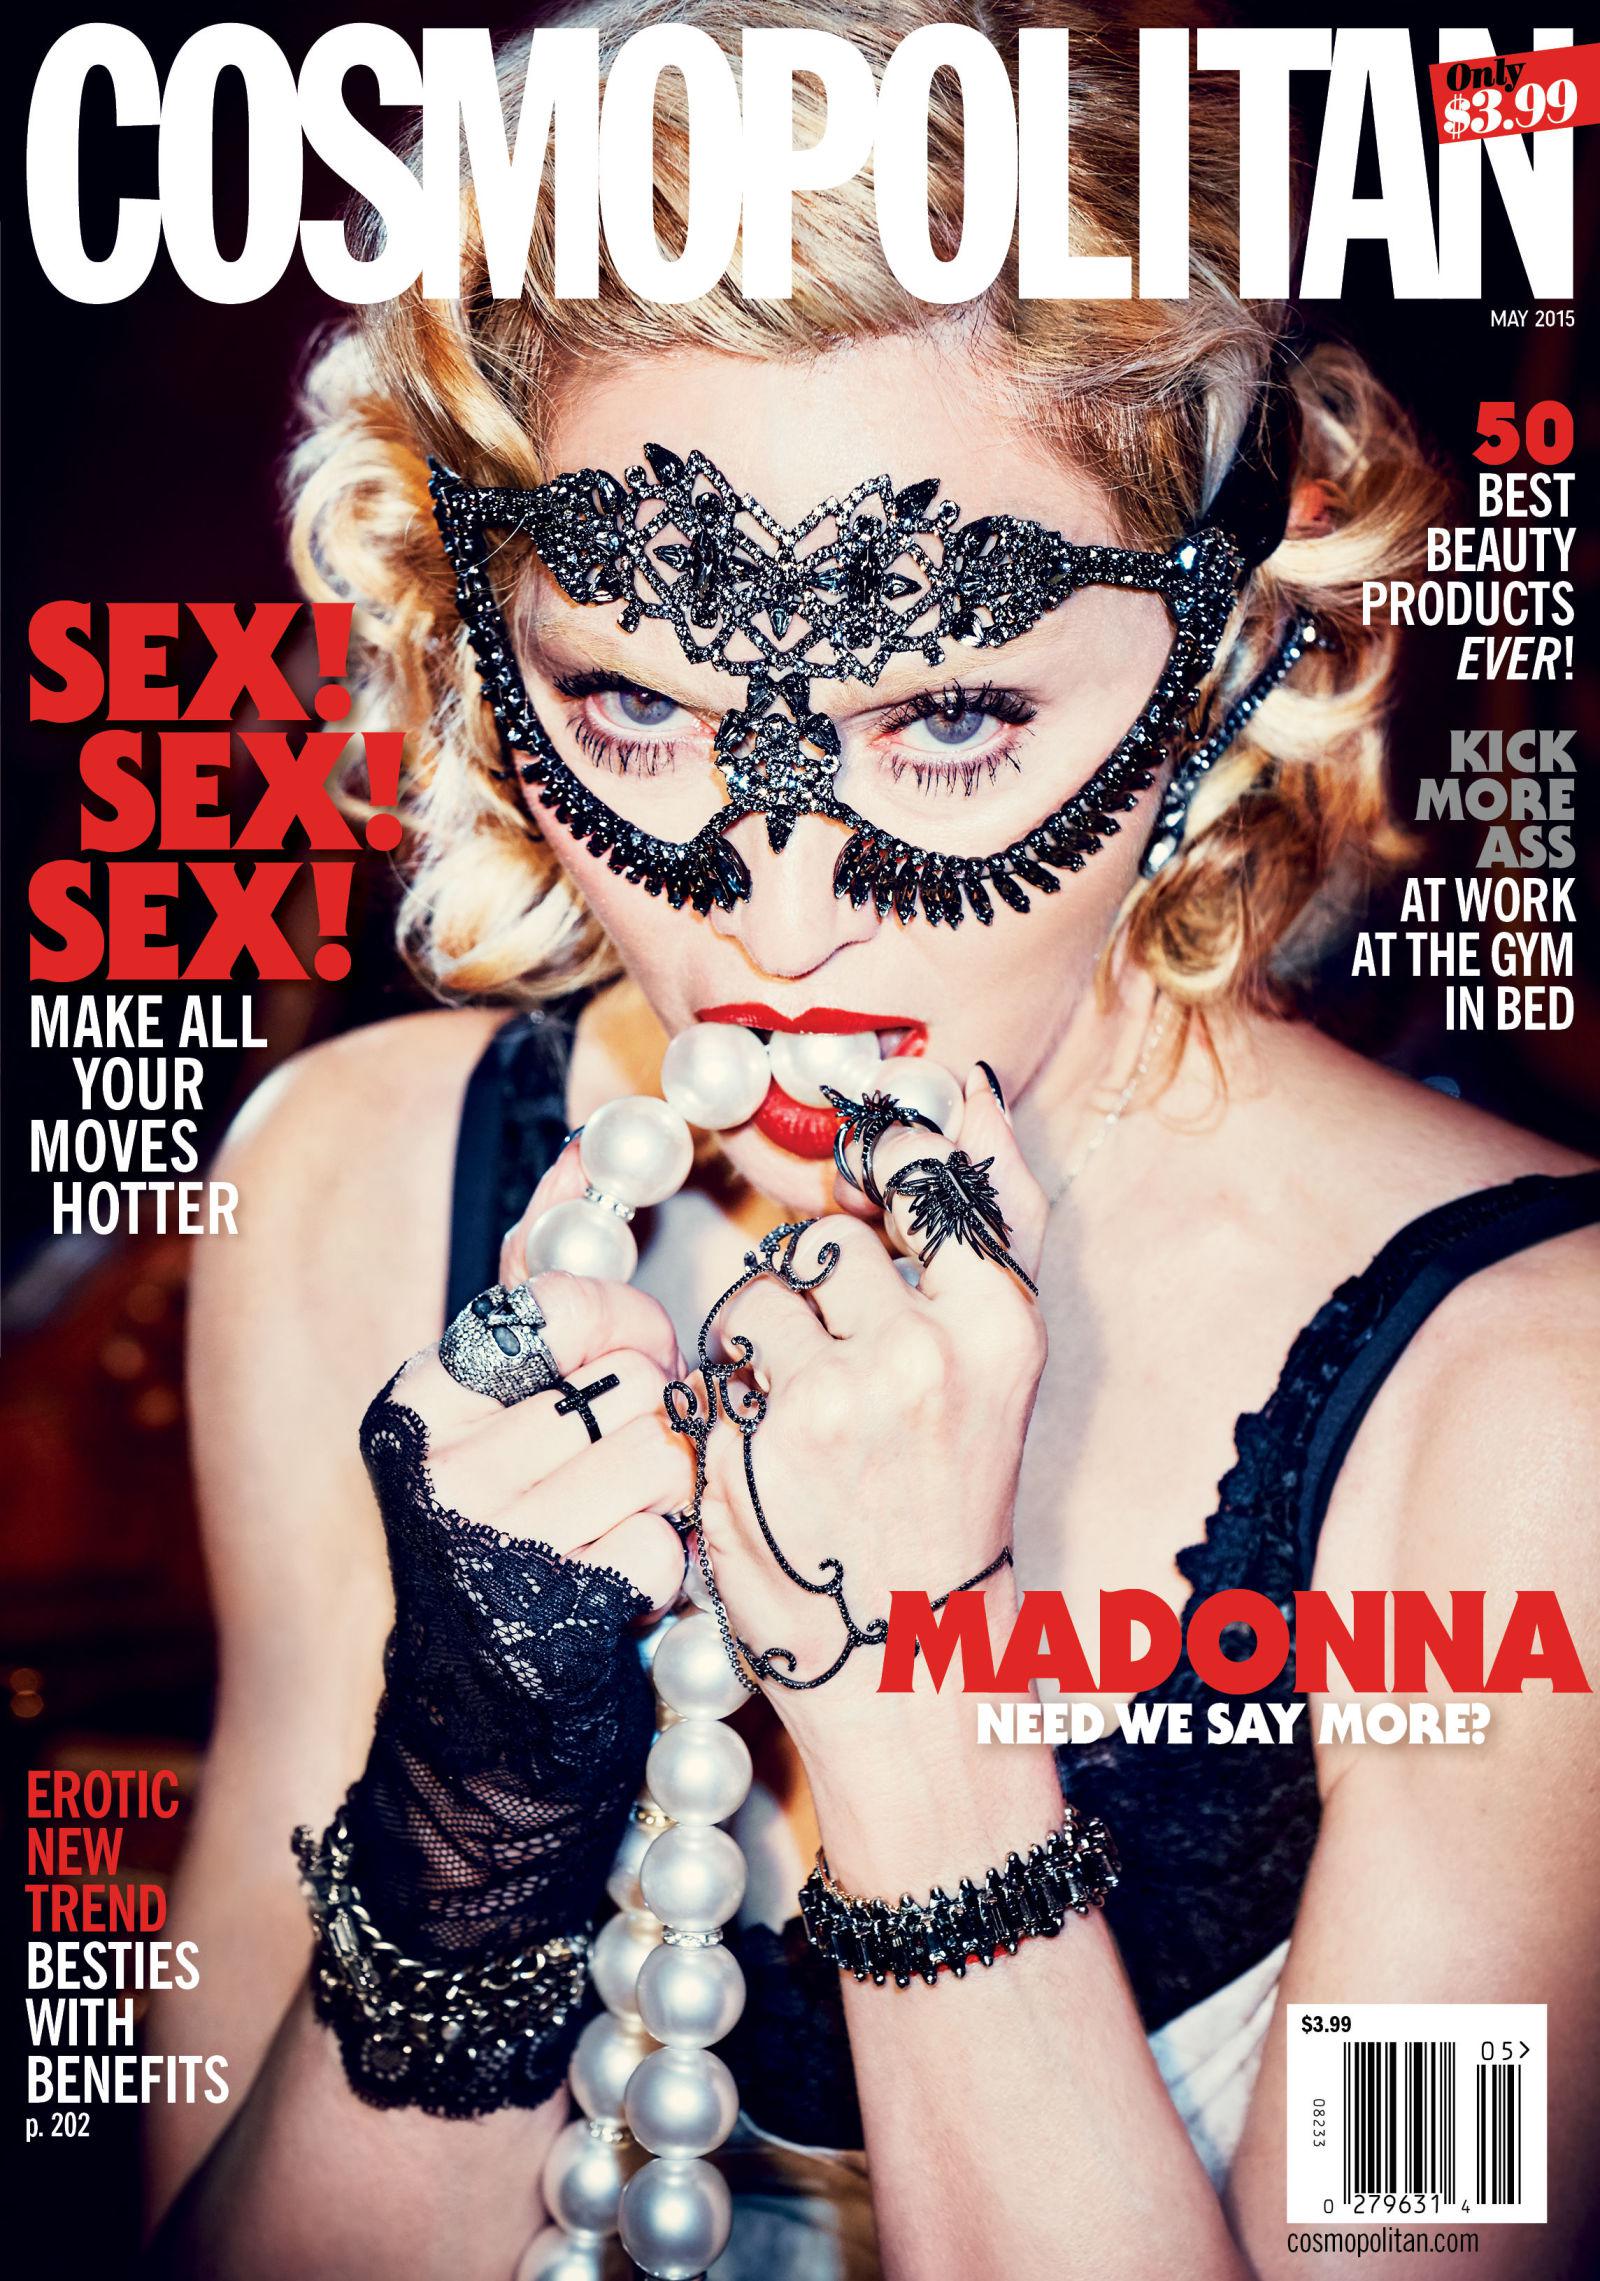 COSMOPOLITAN
Only
$3.99
MAY 2015
50
BEST
BEAUTY
PRODUCTS
EVER!
KICK
MORE
ASS
AT WORK
AT THE GYM
IN BED
SEX!
SEX!
SEX!
MAKE ALL
YOUR
MOVES
HOTTER
MADONNA
NEED WE SAY MORE?
EROTIC
NEW
TREND
BESTIES
WITH
BENEFITS
p. 202
$3.99
05>
08233
0 279631 4
cosmopolitan.com